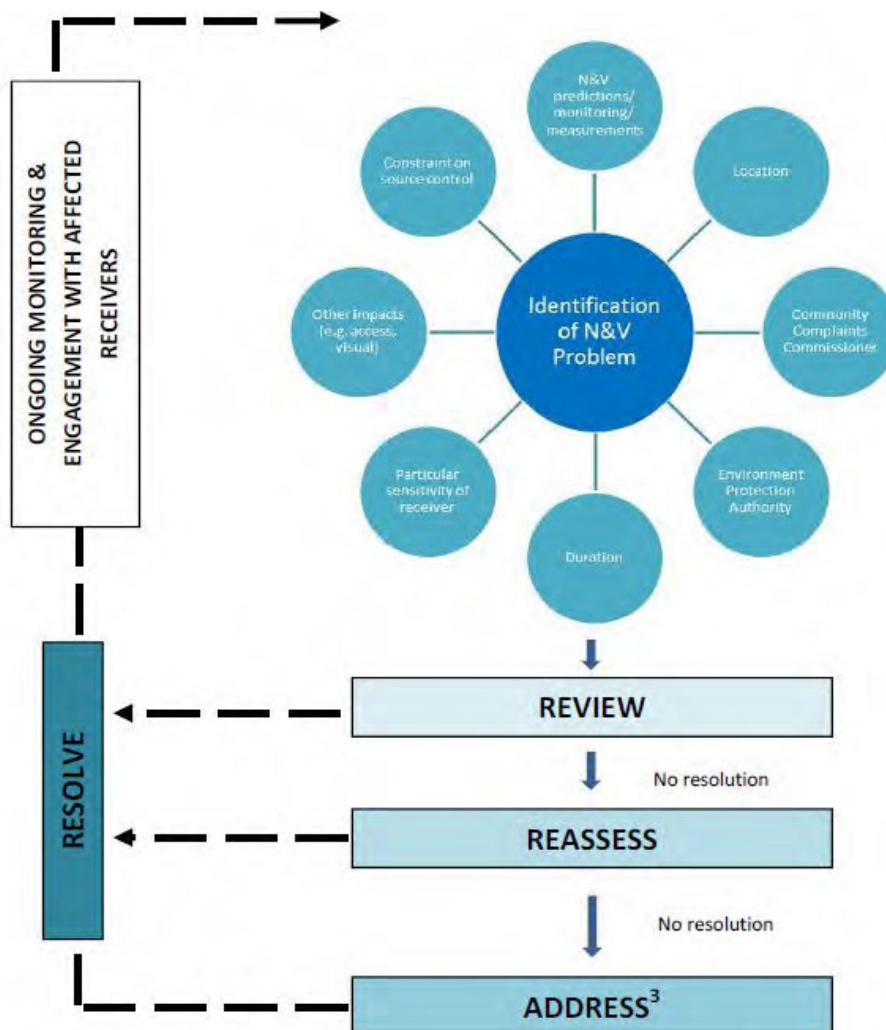 ONGOING MONITORING &
ENGAGEMENT WITH AFFECTED
RECEIVERS
N&V
predictions/
monitoring/
measurements
Constraint on
source control
Location
Other impacts
(e.g. access,
visual)
Identification
of N&V
Problem
Community
Complaints
Commissioner
Particular
sensitivity of
receiver
Environment
Protection
Authority
Duration
RESOLVE
REVIEW
No resolution
REASSESS
No resolution
ADDRESS³